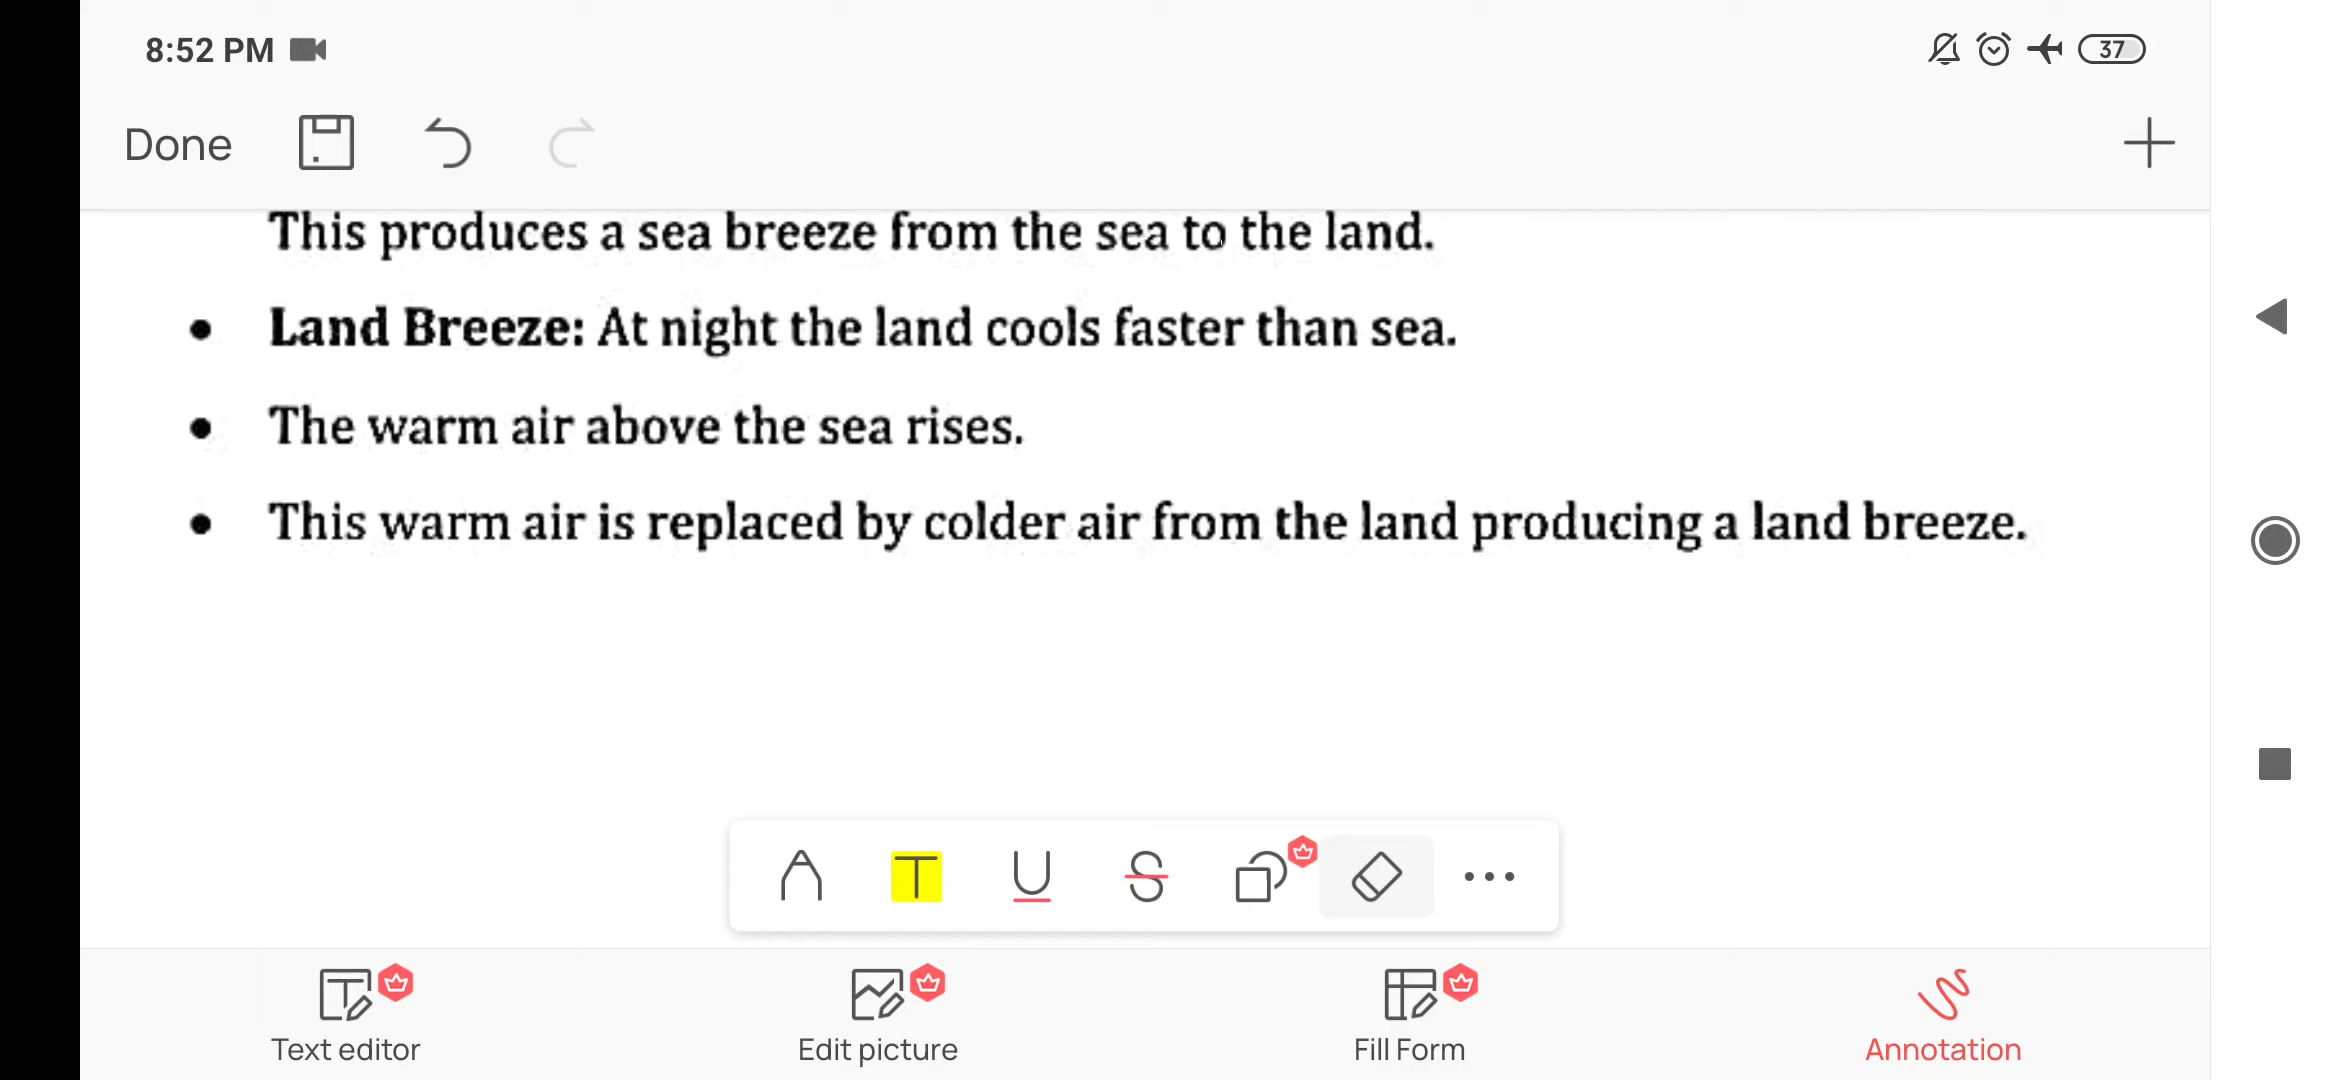 8:52 PM
37
Done
This produces a sea breeze from the sea to the land.
• Land Breeze: At night the land cools faster than sea.
• The warm air above the sea rises.
• This warm air is replaced by colder air from the land producing a land breeze.
T U S
Text editor
Edit picture
Fill Form
Annotation